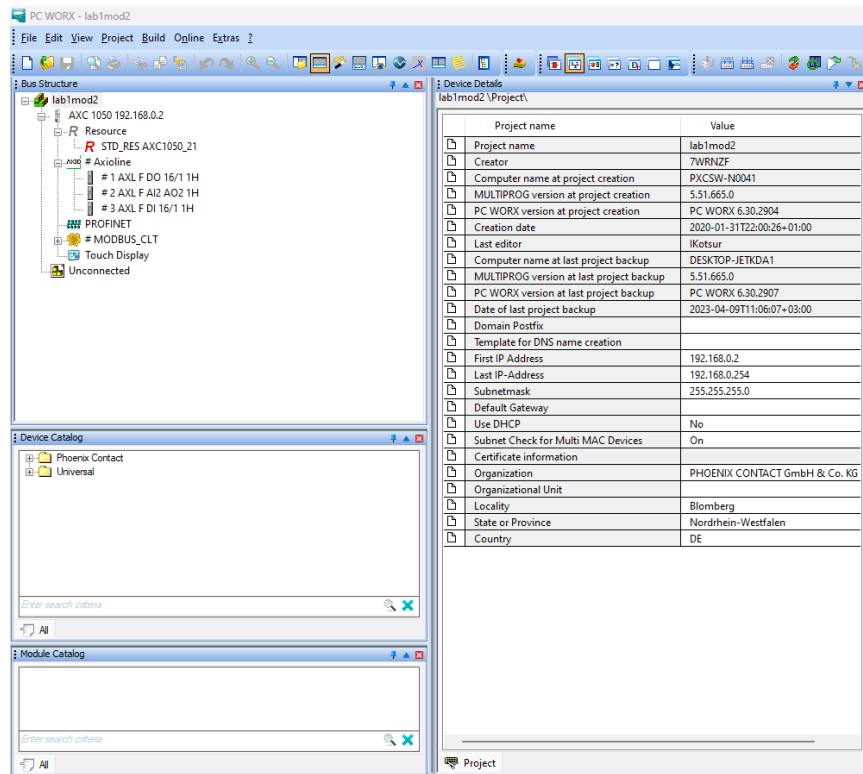 PC WORX - lab1mod2
File Edit View Project Build Online Extras ?
Bus Structure
lab1mod2
AXC 1050 192.168.0.2
R Resource
R STD_RES AXC1050_21
AXIO # Axioline
# 1 AXL F DO 16/1 1H
# 2 AXL F AI2 AO2 1H
# 3 AXL F DI 16/1 1H
PROFINET
# MODBUS_CLT
Touch Display
Unconnected
Device Catalog
Phoenix Contact
Universal
Enter search criteria
All
Module Catalog
Enter search criteria
All
Device Details
lab1mod2 \Project\
Project name Value
Project name lab1mod2
Creator 7WRNZF
Computer name at project creation PXCSW-N0041
MULTIPROG version at project creation 5.51.665.0
PC WORX version at project creation PC WORX 6.30.2904
Creation date 2020-01-31T22:00:26+01:00
Last editor IKotsur
Computer name at last project backup DESKTOP-JETKDA1
MULTIPROG version at last project backup 5.51.665.0
PC WORX version at last project backup PC WORX 6.30.2907
Date of last project backup 2023-04-09T11:06:07+03:00
Domain Postfix
Template for DNS name creation
First IP Address 192.168.0.2
Last IP-Address 192.168.0.254
Subnetmask 255.255.255.0
Default Gateway
Use DHCP No
Subnet Check for Multi MAC Devices On
Certificate information
Organization PHOENIX CONTACT GmbH & Co. KG
Organizational Unit
Locality Blomberg
State or Province Nordrhein-Westfalen
Country DE
Project